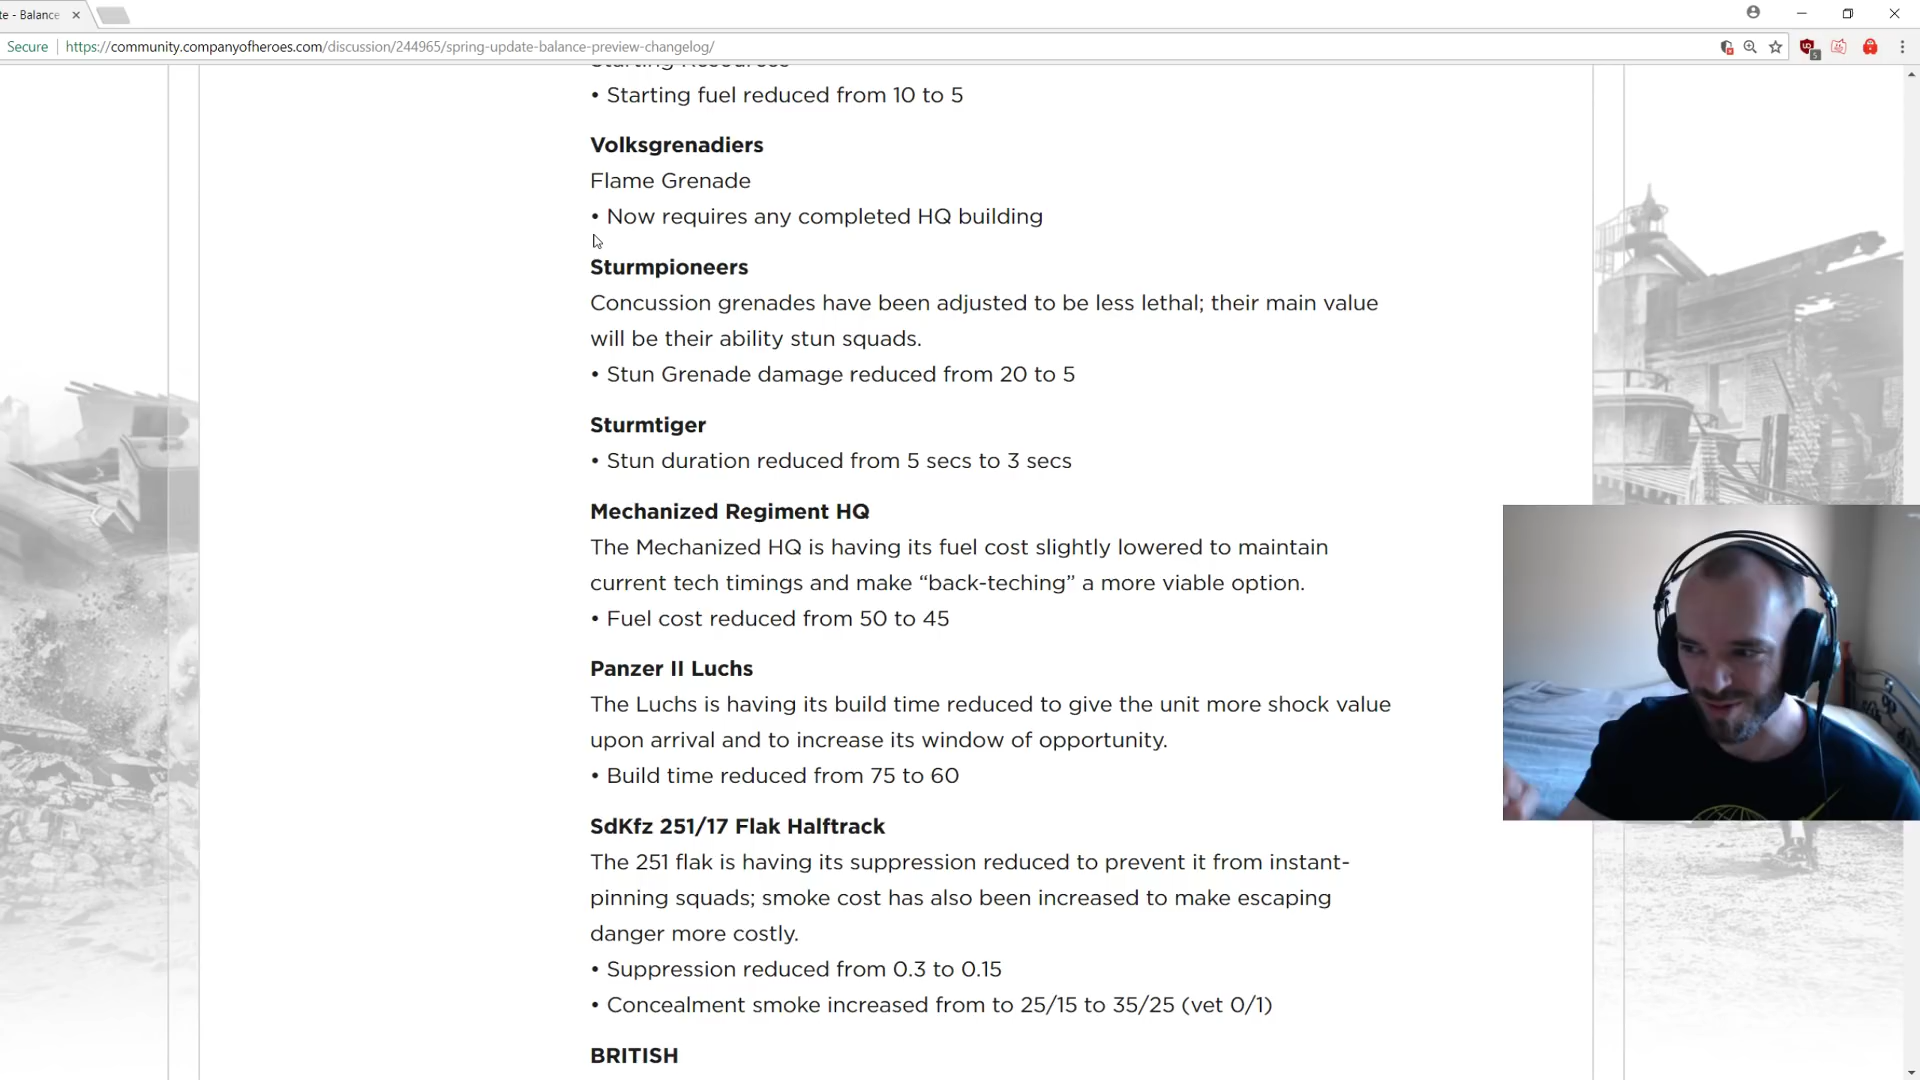 te - Balance
Secure
https://community.companyofheroes.com/discussion/244965/spring-update-balance-preview-changelog/
Starting Resources
• Starting fuel reduced from 10 to 5
Volksgrenadiers
Flame Grenade
• Now requires any completed HQ building
Sturmpioneers
Concussion grenades have been adjusted to be less lethal; their main value
will be their ability stun squads.
• Stun Grenade damage reduced from 20 to 5
Sturmtiger
• Stun duration reduced from 5 secs to 3 secs
Mechanized Regiment HQ
The Mechanized HQ is having its fuel cost slightly lowered to maintain
current tech timings and make “back-teching” a more viable option.
• Fuel cost reduced from 50 to 45
Panzer II Luchs
The Luchs is having its build time reduced to give the unit more shock value
upon arrival and to increase its window of opportunity.
• Build time reduced from 75 to 60
SdKfz 251/17 Flak Halftrack
The 251 flak is having its suppression reduced to prevent it from instant-
pinning squads; smoke cost has also been increased to make escaping
danger more costly.
• Suppression reduced from 0.3 to 0.15
• Concealment smoke increased from to 25/15 to 35/25 (vet 0/1)
BRITISH